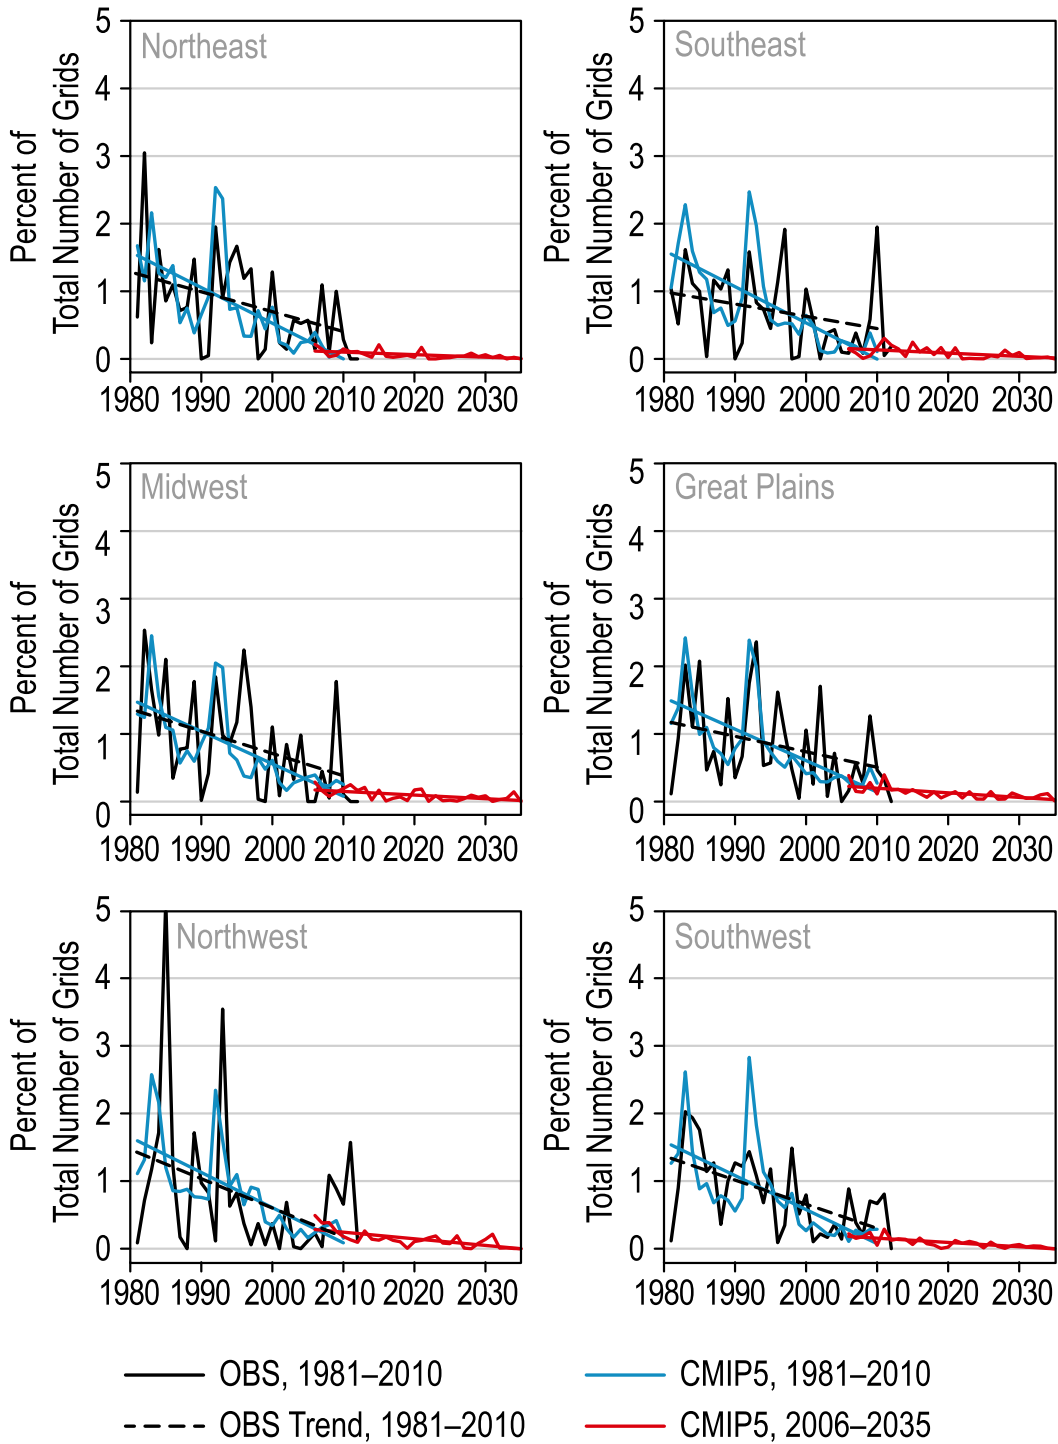 5
4
3
2
1
0
Northeast
Percent of
Total Number of Grids
1980 1990 2000 2010 2020 2030
5
4
3
2
1
0
Southeast
Percent of
Total Number of Grids
1980 1990 2000 2010 2020 2030
5
4
3
2
1
0
Midwest
Percent of
Total Number of Grids
1980 1990 2000 2010 2020 2030
5
4
3
2
1
0
Great Plains
Percent of
Total Number of Grids
1980 1990 2000 2010 2020 2030
5
4
3
2
1
0
Northwest
Percent of
Total Number of Grids
1980 1990 2000 2010 2020 2030
5
4
3
2
1
0
Southwest
Percent of
Total Number of Grids
1980 1990 2000 2010 2020 2030
OBS, 1981–2010
CMIP5, 1981–2010
OBS Trend, 1981–2010
CMIP5, 2006–2035